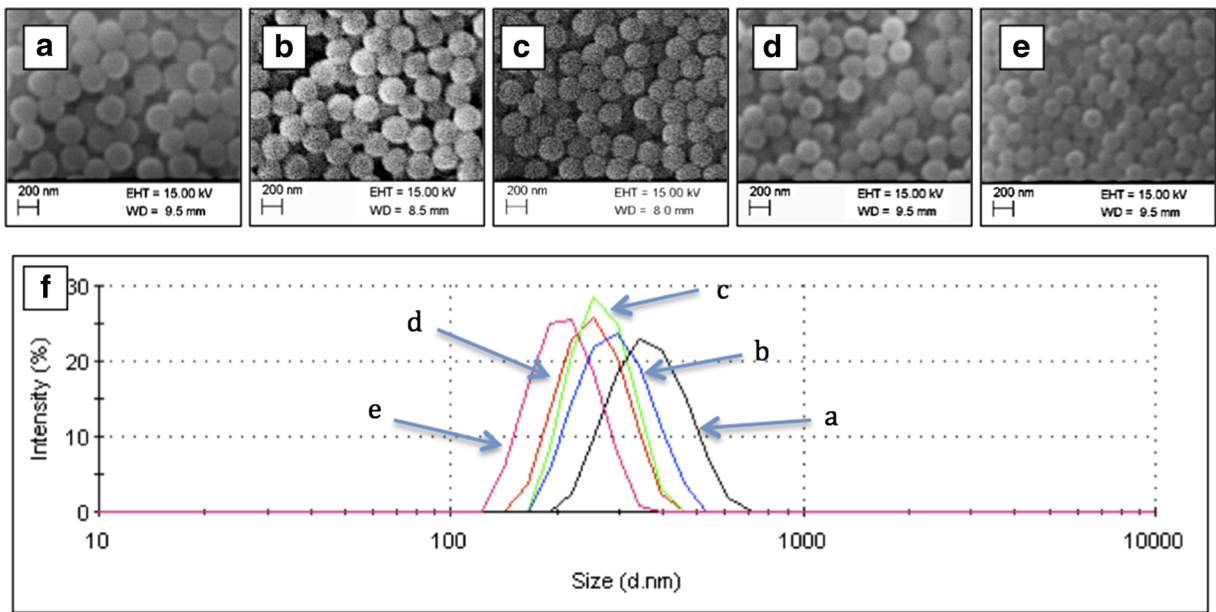 a
b
c
d
e
200 nm EHT = 15.00 kV
WD = 9.5 mm
200 nm EHT = 15.00 kV
WD = 8.5 mm
200 nm EHT = 15.00 kV
WD = 8.0 mm
200 nm EHT = 15.00 kV
WD = 9.5 mm
200 nm EHT = 15.00 kV
WD = 9.5 mm
f
30
20
10
0
Intensity (%)
c
d
b
e
a
10 100 1000 10000
Size (d.nm)